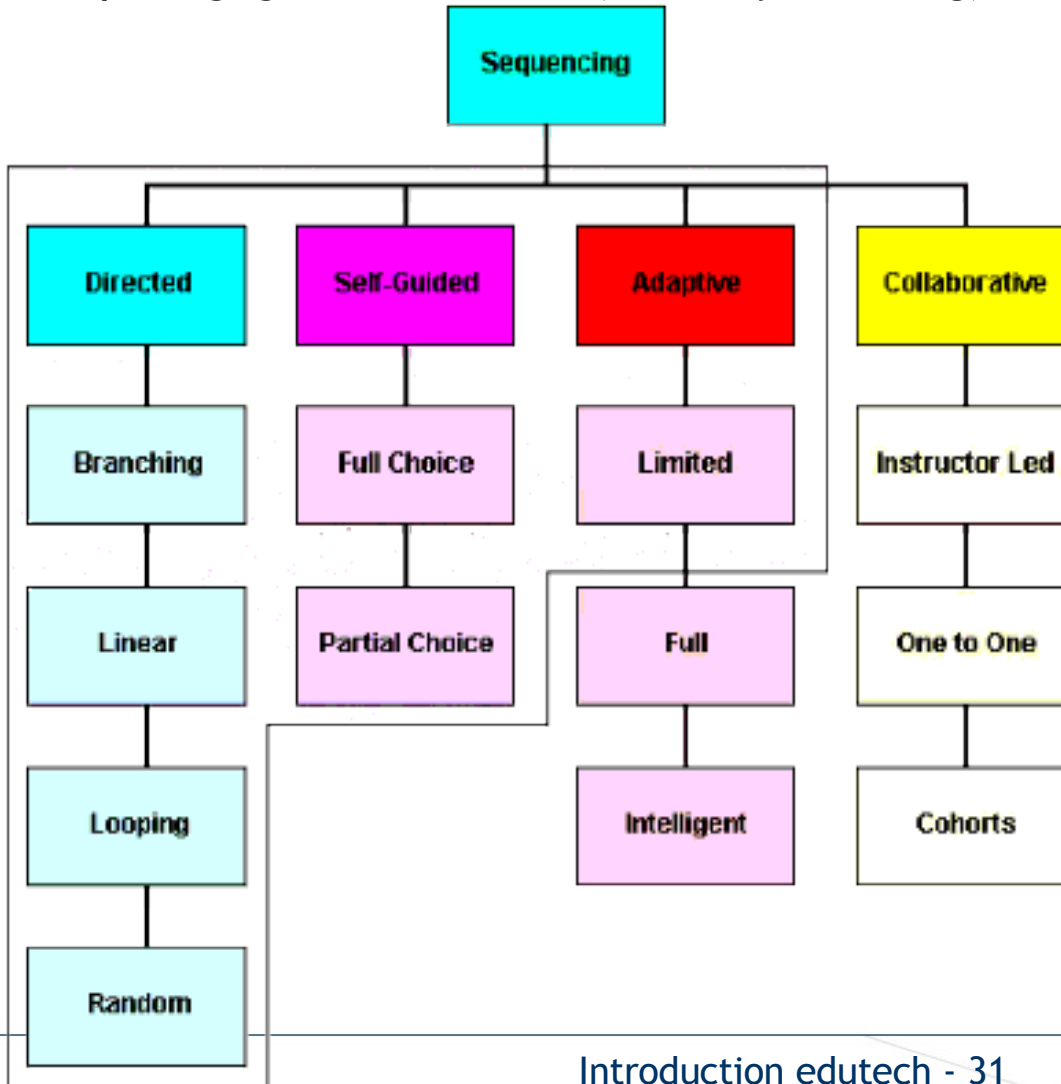 Sequencing
Directed
Self-Guided
Adaptive
Collaborative
Branching
Full Choice
Limited
Instructor Led
Linear
Partial Choice
Full
One to One
Looping
Intelligent
Cohorts
Random
Introduction edutech - 31